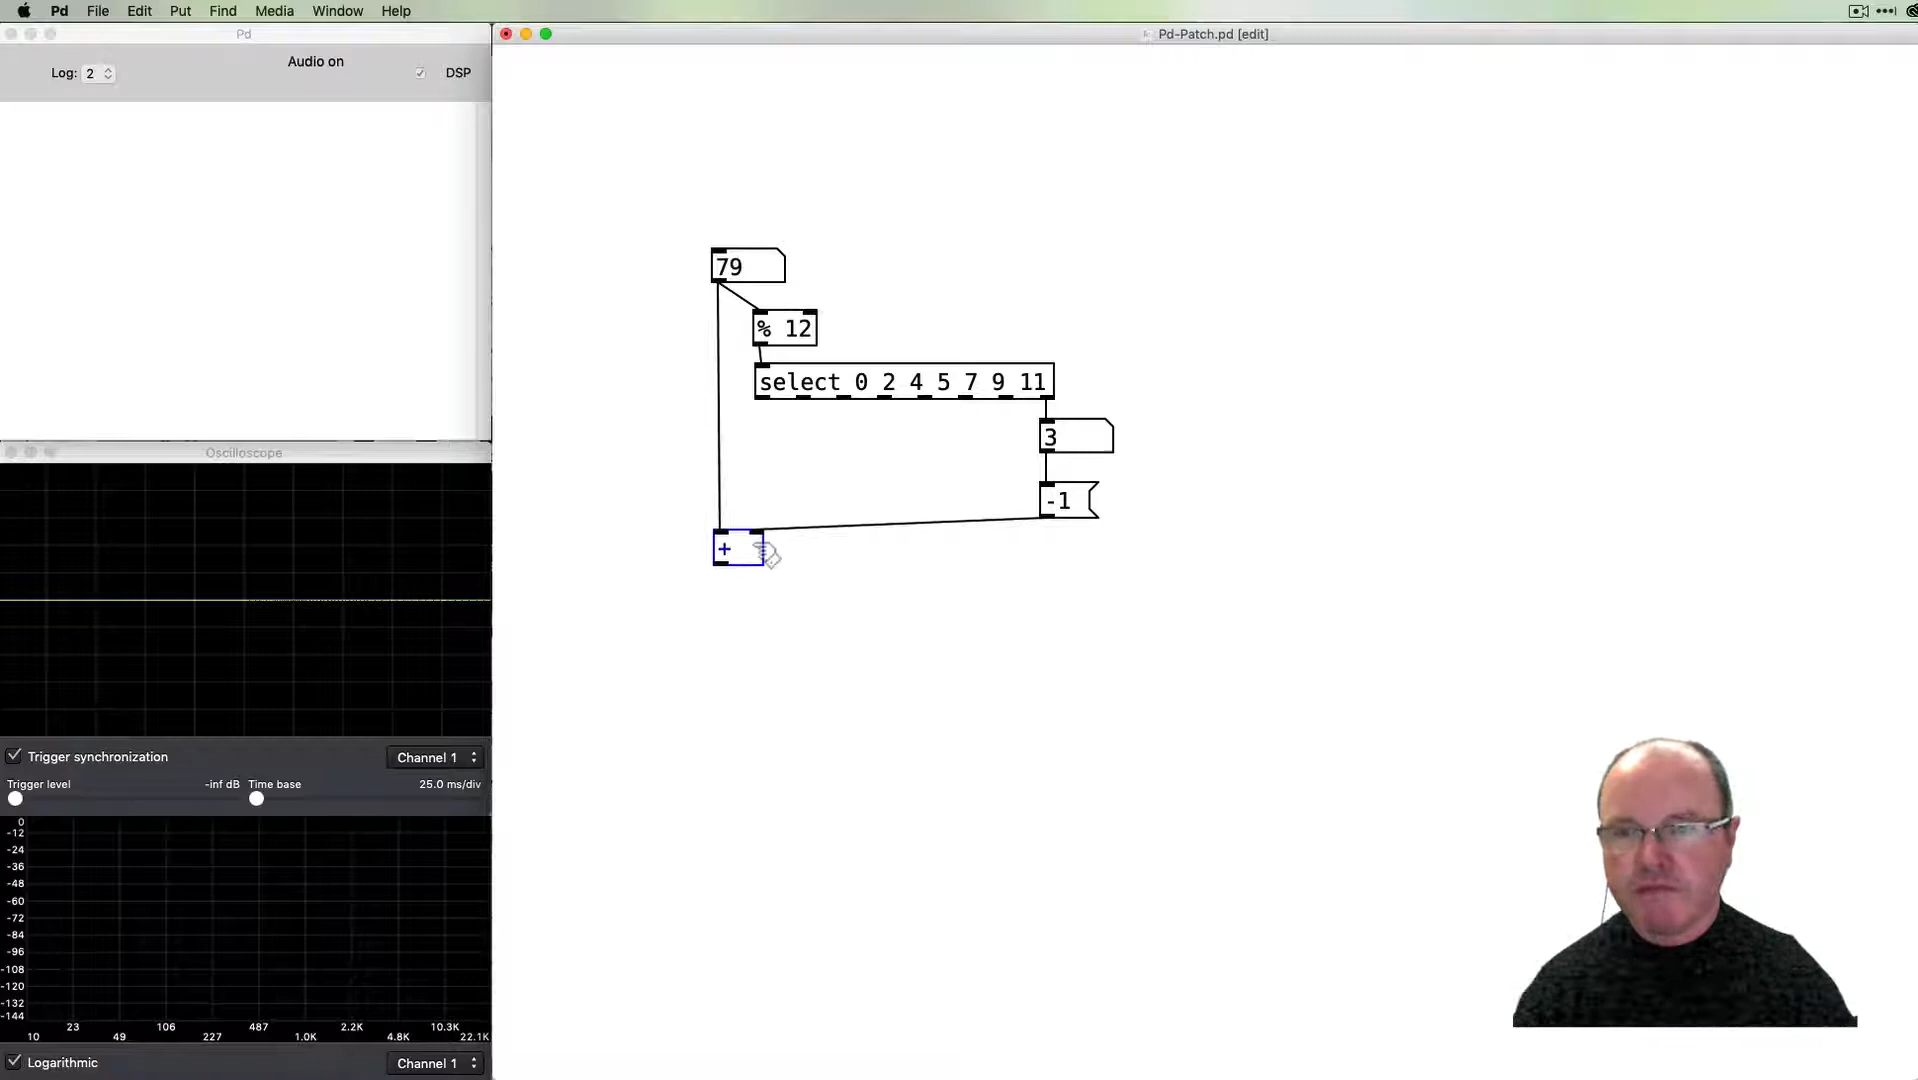 Pd File Edit Put Find Media Window Help
Pd
Log: 2
Audio on
DSP
Pd-Patch.pd [edit]
79
% 12
select 0 2 4 5 7 9 11
3
-1
+
Oscilloscope
Trigger synchronization
Channel 1
Trigger level
-inf dB
Time base
25.0 ms/div
0
-12
-24
-36
-48
-60
-72
-84
-96
-108
-120
-132
-144
23 106 487 2.2K 10.3K
10 49 227 1.0K 4.8K 22.1K
Logarithmic
Channel 1